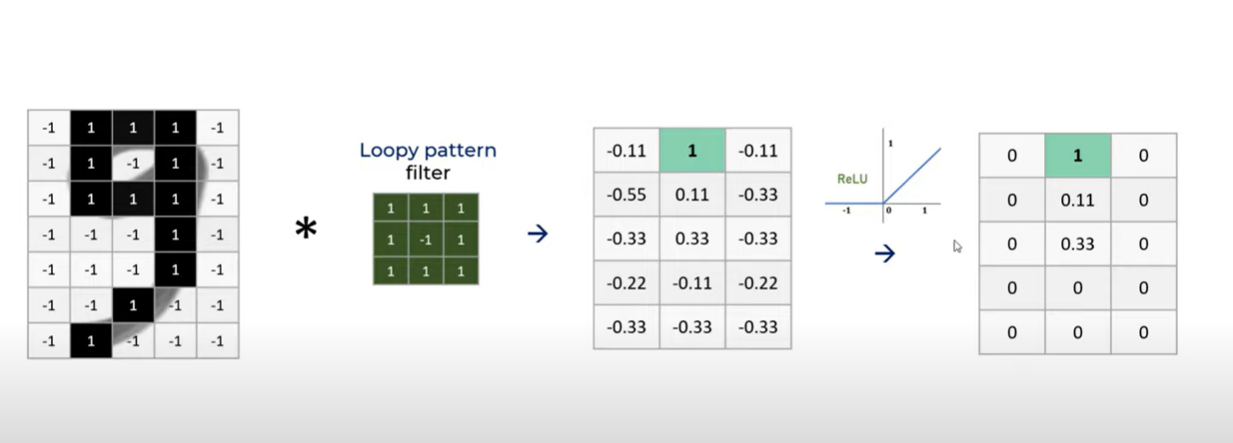 -1 1 1 1 -1
-1 1 -1 1 -1
-1 1 1 1 -1
-1 -1 -1 1 -1
-1 -1 -1 1 -1
-1 -1 1 -1 -1
-1 1 -1 -1 -1
*
Loopy pattern
filter
1 1 1
1 -1 1
1 1 1
→
-0.11 1 -0.11
-0.55 0.11 -0.33
-0.33 0.33 -0.33
-0.22 -0.11 -0.22
-0.33 -0.33 -0.33
1
ReLU
-1 0 1
→
0 1 0
0 0.11 0
0 0.33 0
0 0 0
0 0 0